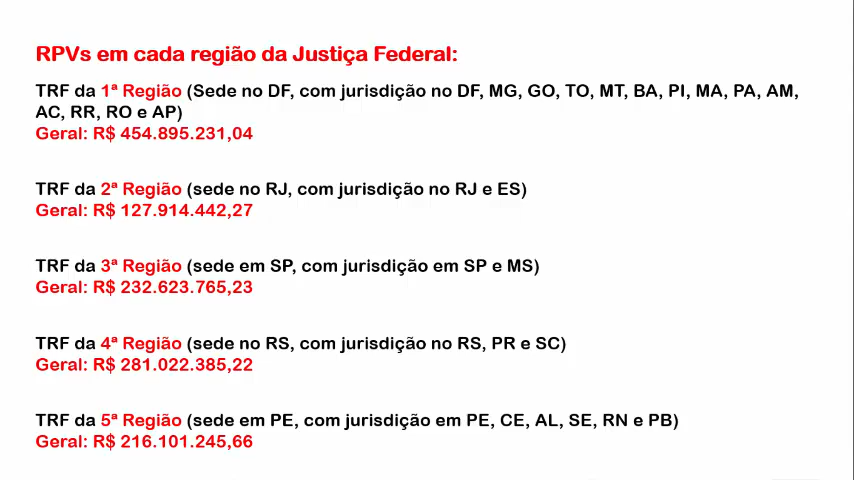 RPVs em cada região da Justiça Federal:
TRF da 1ª Região (Sede no DF, com jurisdição no DF, MG, GO, TO, MT, BA, PI, MA, PA, AM,
AC, RR, RO e AP)
Geral: R$ 454.895.231,04
TRF da 2ª Região (sede no RJ, com jurisdição no RJ e ES)
Geral: R$ 127.914.442,27
TRF da 3ª Região (sede em SP, com jurisdição em SP e MS)
Geral: R$ 232.623.765,23
TRF da 4ª Região (sede no RS, com jurisdição no RS, PR e SC)
Geral: R$ 281.022.385,22
TRF da 5ª Região (sede em PE, com jurisdição em PE, CE, AL, SE, RN e PB)
Geral: R$ 216.101.245,66